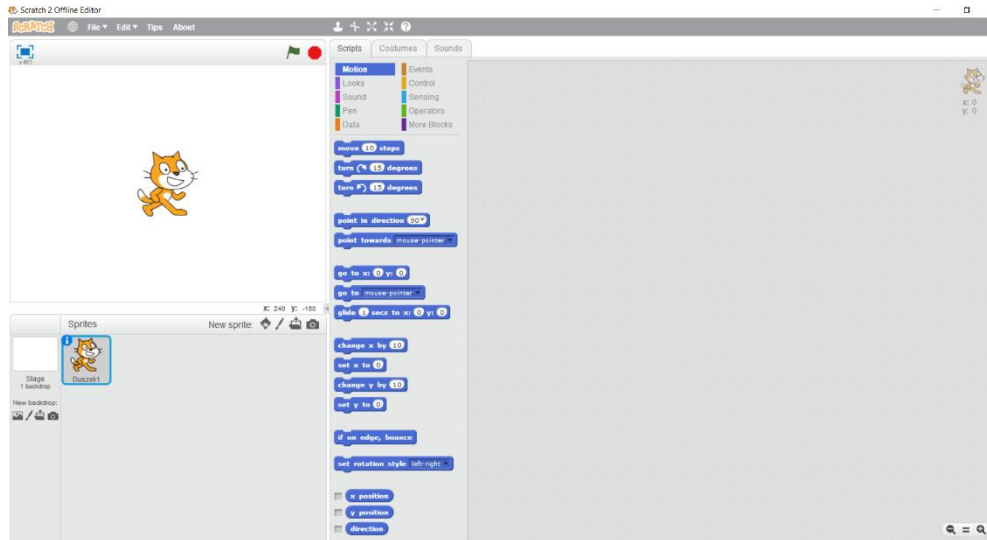 Scratch 2 Offline Editor
SCRATCH File Edit Tips About
v461
Scripts Costumes Sounds
Motion Events
Looks Control
Sound Sensing
Pen Operators
Data More Blocks
move 10 steps
turn 15 degrees
turn 15 degrees
point in direction 90
point towards mouse-pointer
go to x: 0 y: 0
go to mouse-pointer
glide 1 secs to x: 0 y: 0
change x by 10
set x to 0
change y by 10
set y to 0
if on edge, bounce
set rotation style left-right
x position
y position
direction
x: 0
y: 0
X: 240 Y: -180
Sprites New sprite:
Stage
1 backdrop
New backdrop:
Duszek1